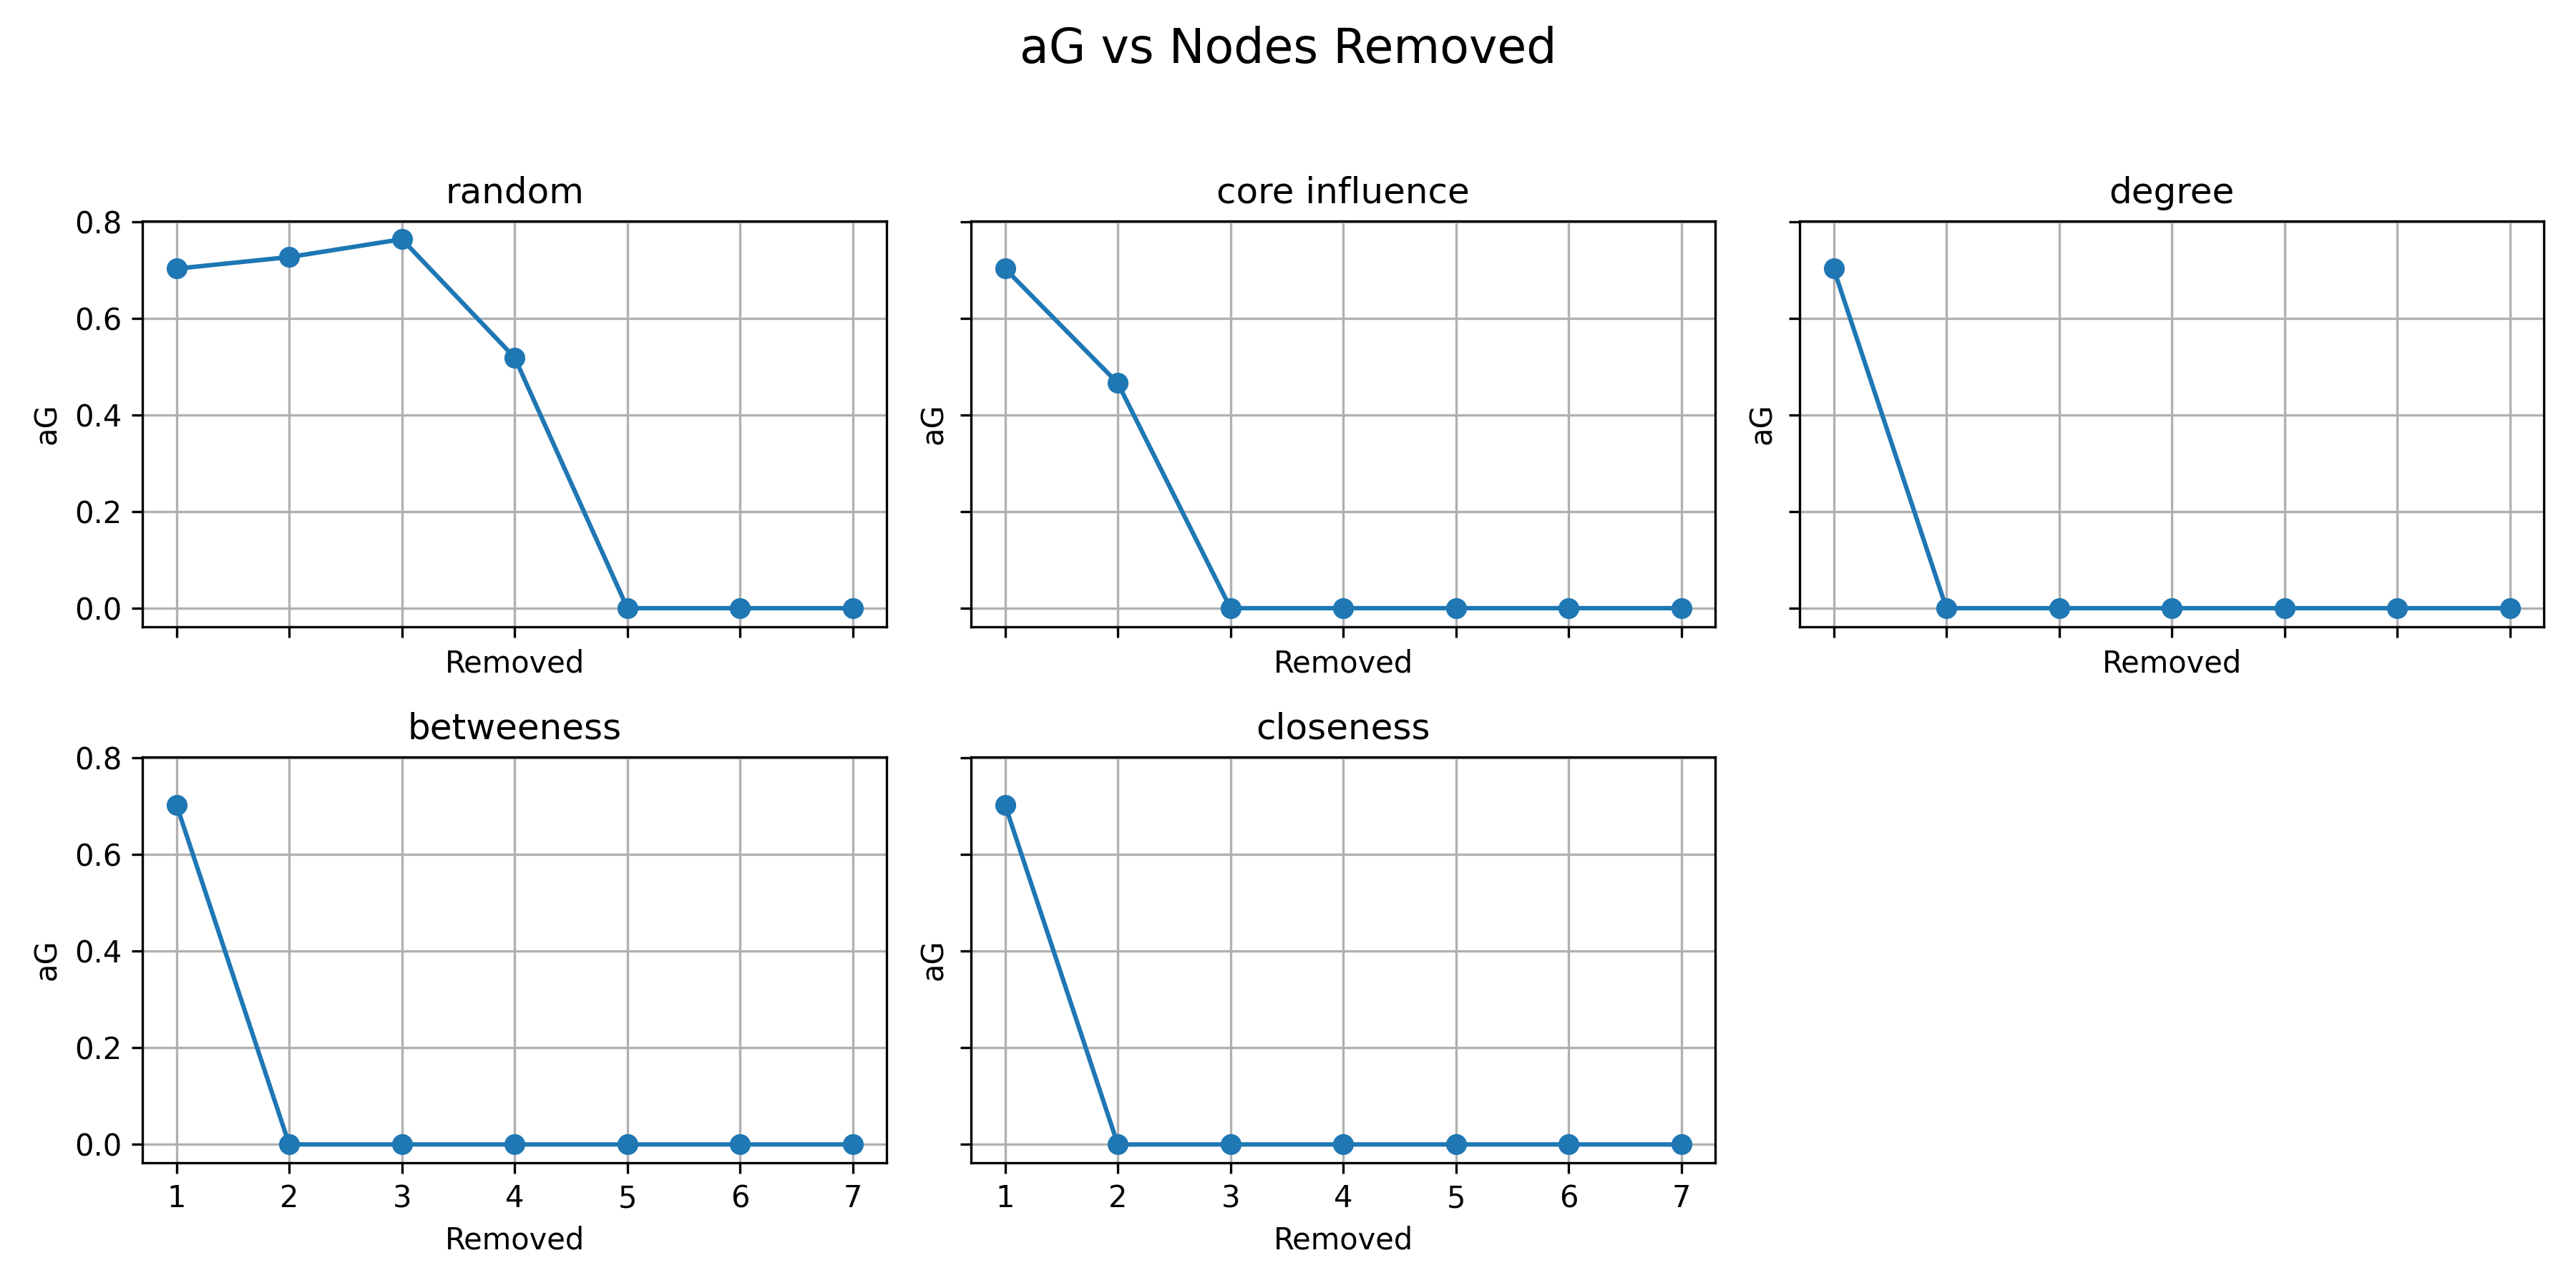 aG vs Nodes Removed
random
core influence
degree
0.8
0.6
0.4
0.2
0.0
aG
aG
aG
Removed
Removed
Removed
betweeness
closeness
0.8
0.6
0.4
0.2
0.0
aG
aG
1 2 3 4 5 6 7
1 2 3 4 5 6 7
Removed
Removed